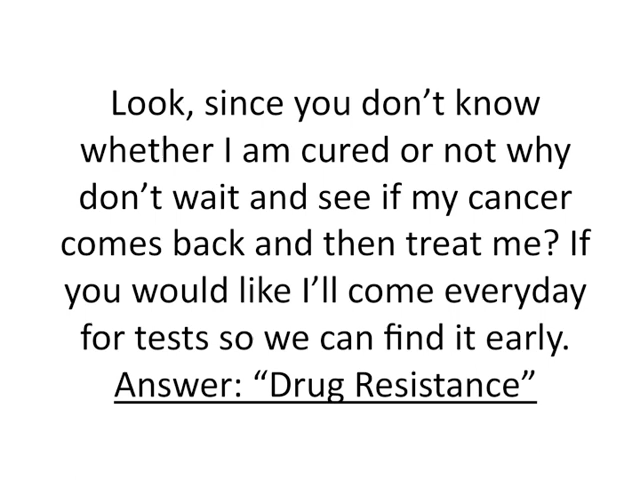 Look, since you don’t know
whether I am cured or not why
don’t wait and see if my cancer
comes back and then treat me? If
you would like I’ll come everyday
for tests so we can find it early.
Answer: “Drug Resistance”